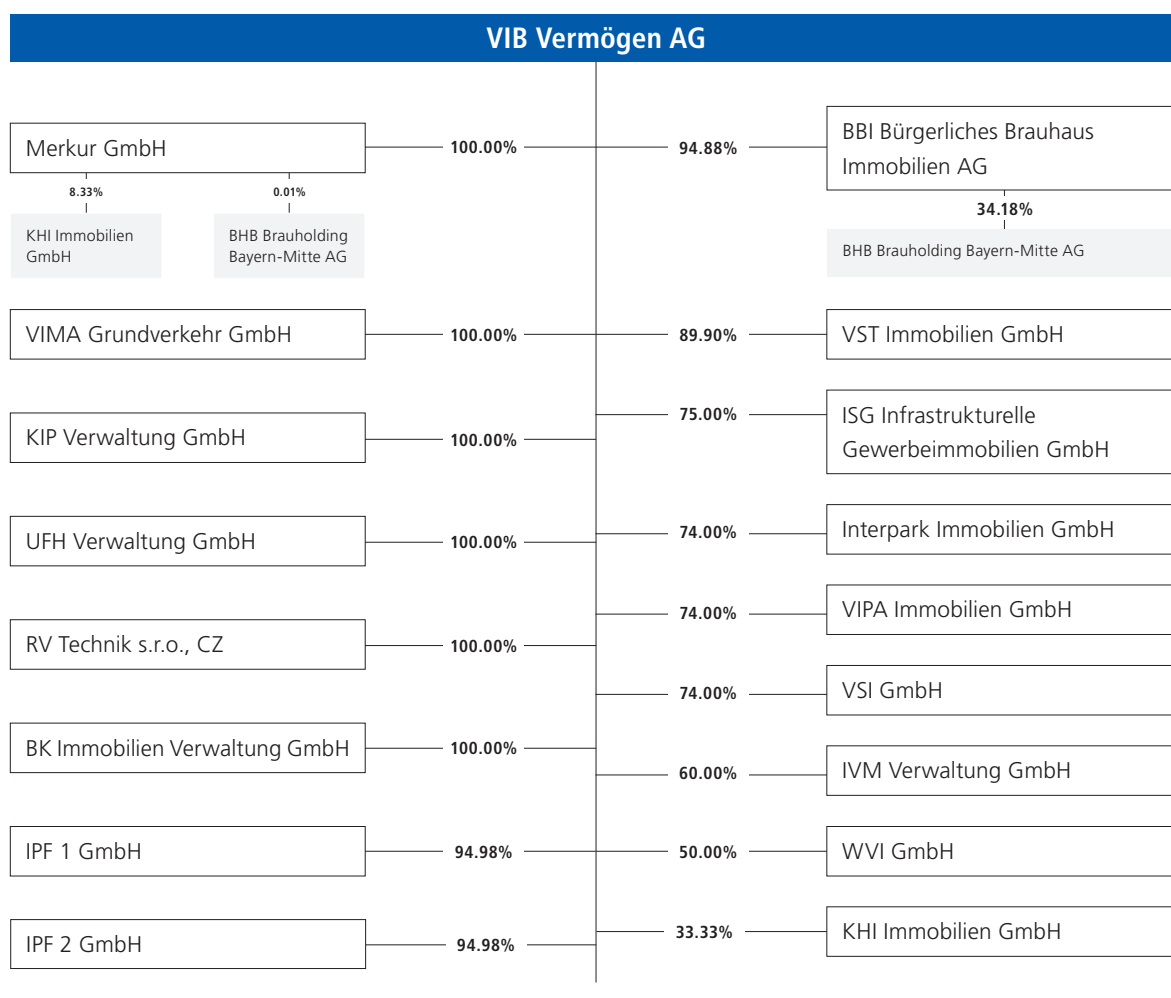 VIB Vermögen AG
Merkur GmbH
100.00%
8.33%
0.01%
KHI Immobilien
GmbH
BHB Brauholding
Bayern-Mitte AG
94.88%
BBI Bürgerliches Brauhaus
Immobilien AG
34.18%
BHB Brauholding Bayern-Mitte AG
VIMA Grundverkehr GmbH
100.00%
89.90%
VST Immobilien GmbH
KIP Verwaltung GmbH
100.00%
75.00%
ISG Infrastrukturelle
Gewerbeimmobilien GmbH
UFH Verwaltung GmbH
100.00%
74.00%
Interpark Immobilien GmbH
RV Technik s.r.o., CZ
100.00%
74.00%
VIPA Immobilien GmbH
74.00%
VSI GmbH
BK Immobilien Verwaltung GmbH
100.00%
60.00%
IVM Verwaltung GmbH
IPF 1 GmbH
94.98%
50.00%
WVI GmbH
IPF 2 GmbH
94.98%
33.33%
KHI Immobilien GmbH